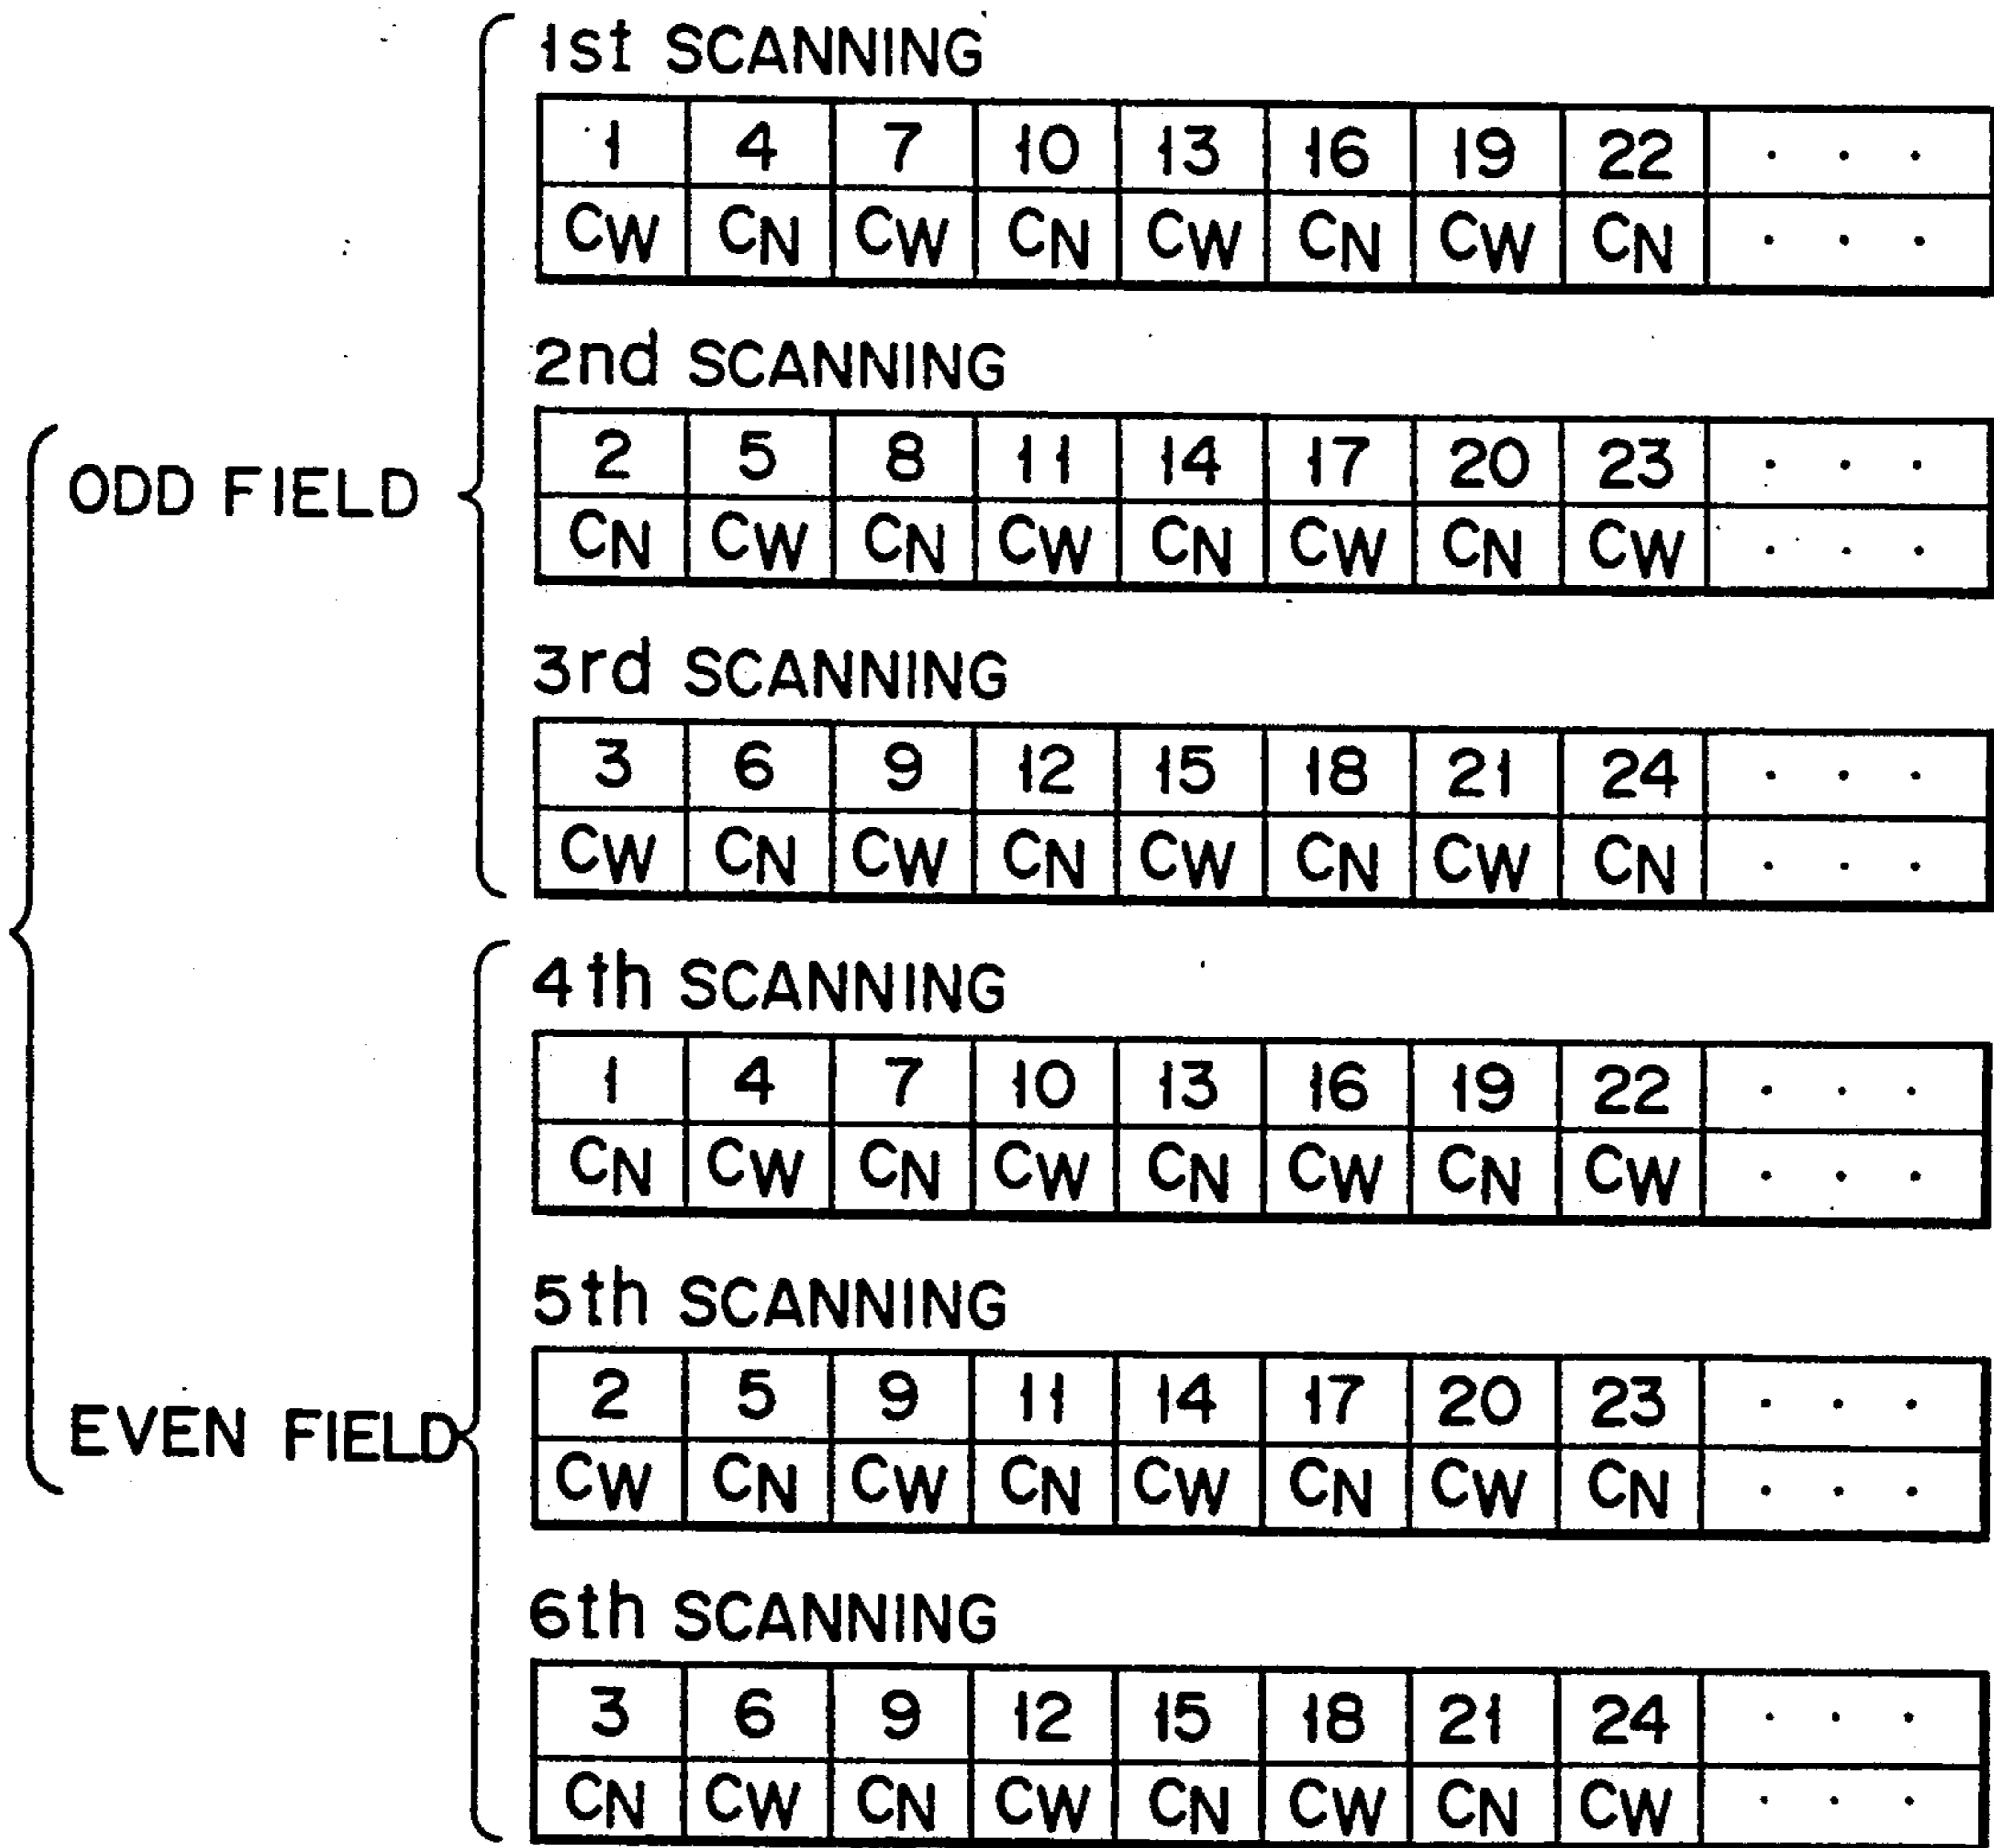 1st SCANNING
1 4 7 10 13 16 19 22 . . .
CW CN CW CN CW CN CW CN . . .
2nd SCANNING
2 5 8 11 14 17 20 23 . . .
ODD FIELD
CN CW CN CW CN CW CN CW . . .
3rd SCANNING
3 6 9 12 15 18 21 24 . . .
CW CN CW CN CW CN CW CN . . .
4th SCANNING
1 4 7 10 13 16 19 22 . . .
CN CW CN CW CN CW CN CW . . .
5th SCANNING
2 5 9 11 14 17 20 23 . . .
EVEN FIELD
CW CN CW CN CW CN CW CN . . .
6th SCANNING
3 6 9 12 15 18 21 24 . . .
CN CW CN CW CN CW CN CW . . .